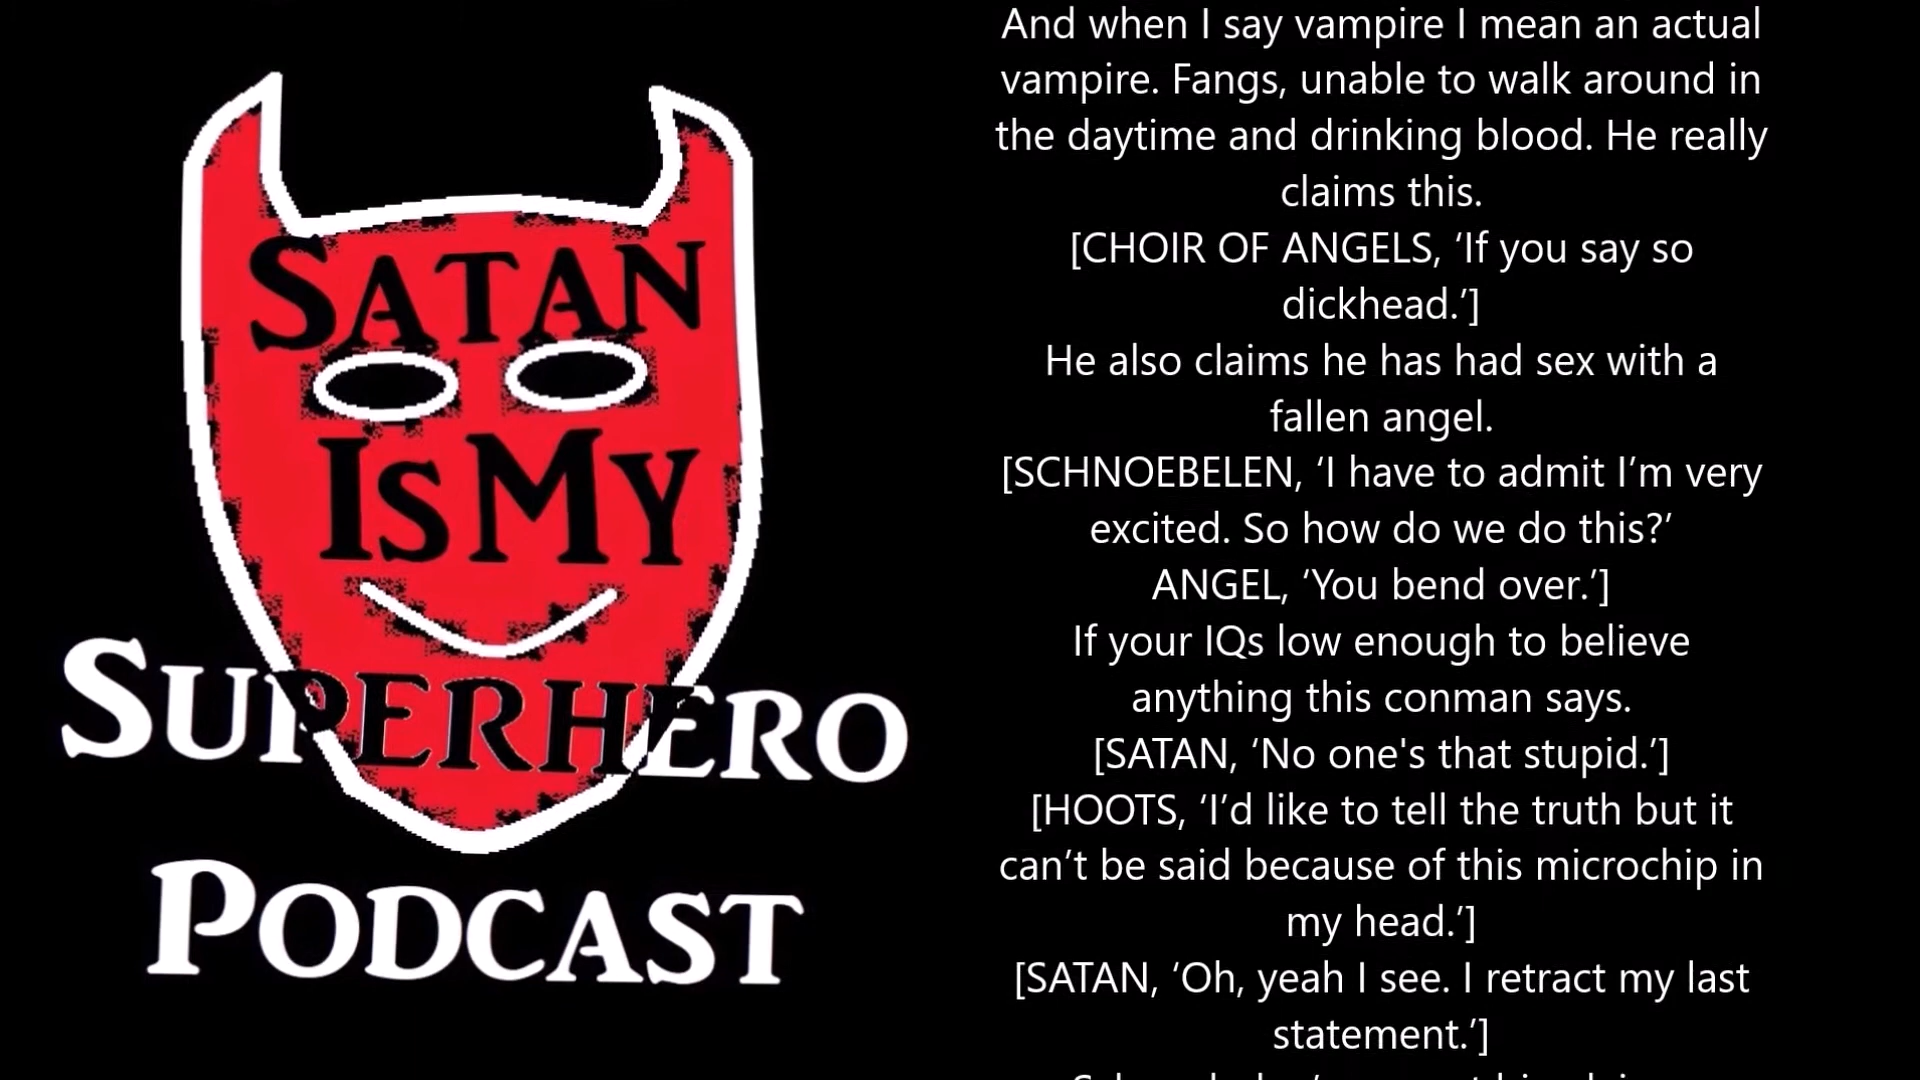 SATAN
IS MY
SUPERHERO
PODCAST
And when I say vampire I mean an actual
vampire. Fangs, unable to walk around in
the daytime and drinking blood. He really
claims this.
[CHOIR OF ANGELS, ‘If you say so
dickhead.’]
He also claims he has had sex with a
fallen angel.
[SCHNOEBELEN, ‘I have to admit I’m very
excited. So how do we do this?’
ANGEL, ‘You bend over.’]
If your IQs low enough to believe
anything this conman says.
[SATAN, ‘No one's that stupid.’]
[HOOTS, ‘I’d like to tell the truth but it
can’t be said because of this microchip in
my head.’]
[SATAN, ‘Oh, yeah I see. I retract my last
statement.’]